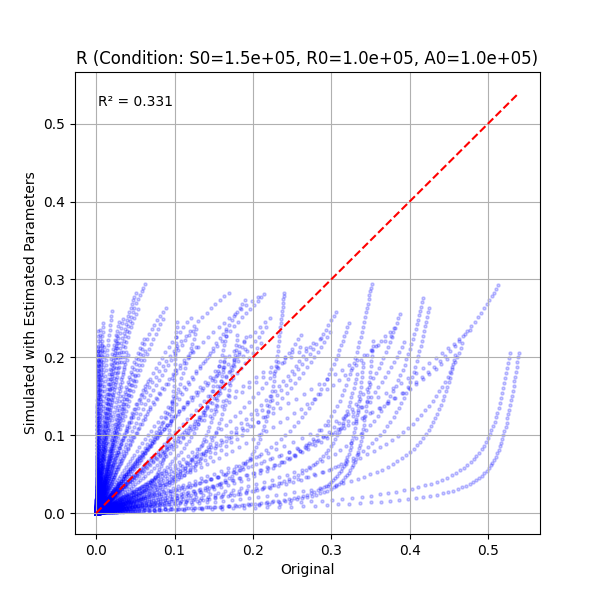 R (Condition: S0=1.5e+05, R0=1.0e+05, A0=1.0e+05)
R² = 0.331
0.5
0.4
0.3
0.2
0.1
0.0
Simulated with Estimated Parameters
0.0 0.1 0.2 0.3 0.4 0.5
Original